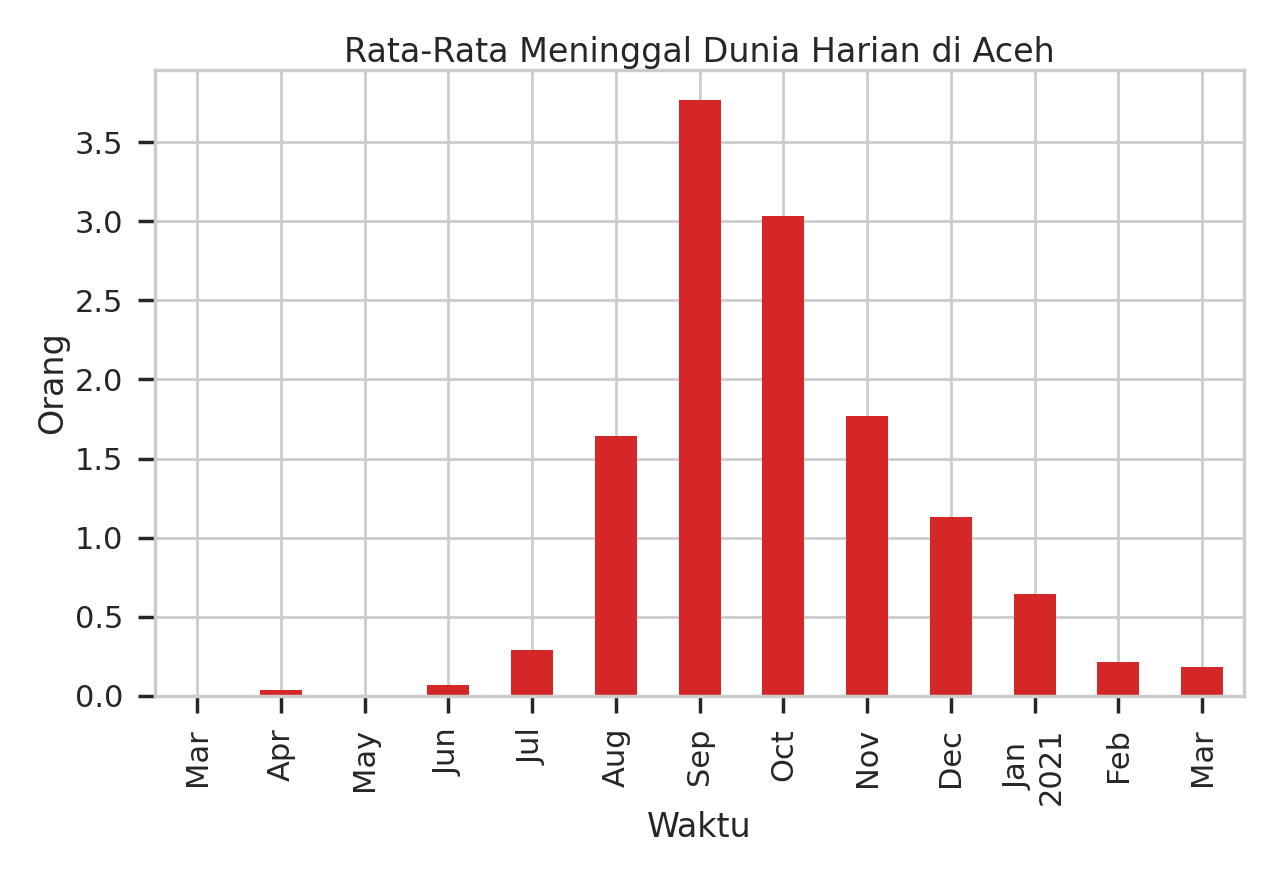 Rata-Rata Meninggal Dunia Harian di Aceh
Orang
3.5
3.0
2.5
2.0
1.5
1.0
0.5
0.0
Mar
Apr
May
Jun
Jul
Aug
Sep
Oct
Nov
Dec
Jan
2021
Feb
Mar
Waktu